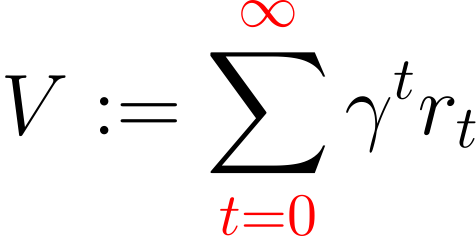 V := ∑_{t=0}^{∞} γ^t r_t